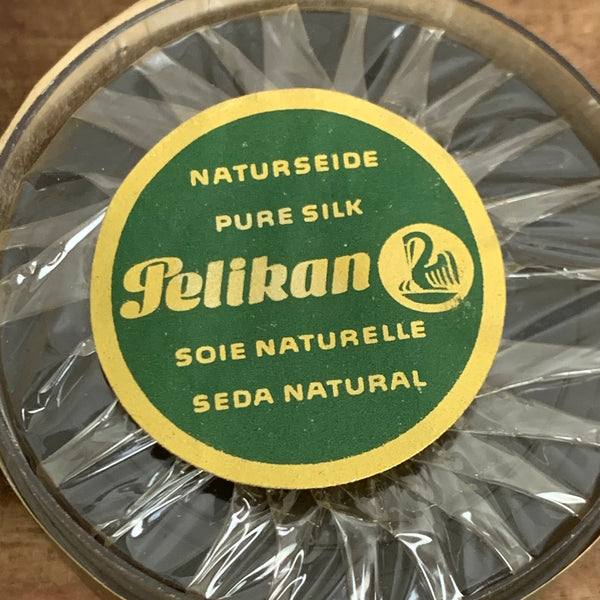 NATURSEIDE
PURE SILK
Pelikan
SOIE NATURELLE
SEDA NATURAL